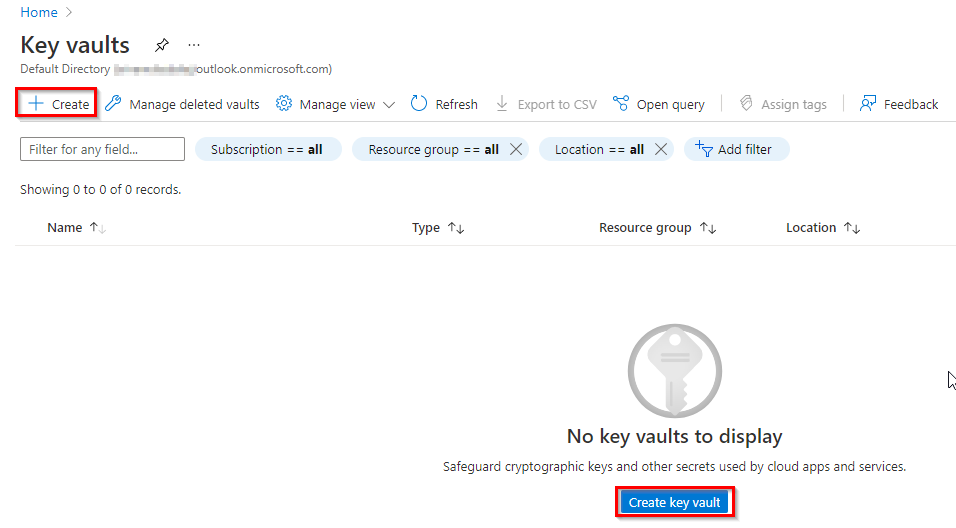 Home >
Key vaults ...
Default Directory outlook.onmicrosoft.com)
+ Create Manage deleted vaults Manage view Refresh Export to CSV Open query Assign tags Feedback
Filter for any field... Subscription == all Resource group == all Location == all Add filter
Showing 0 to 0 of 0 records.
Name Type Resource group Location
No key vaults to display
Safeguard cryptographic keys and other secrets used by cloud apps and services.
Create key vault